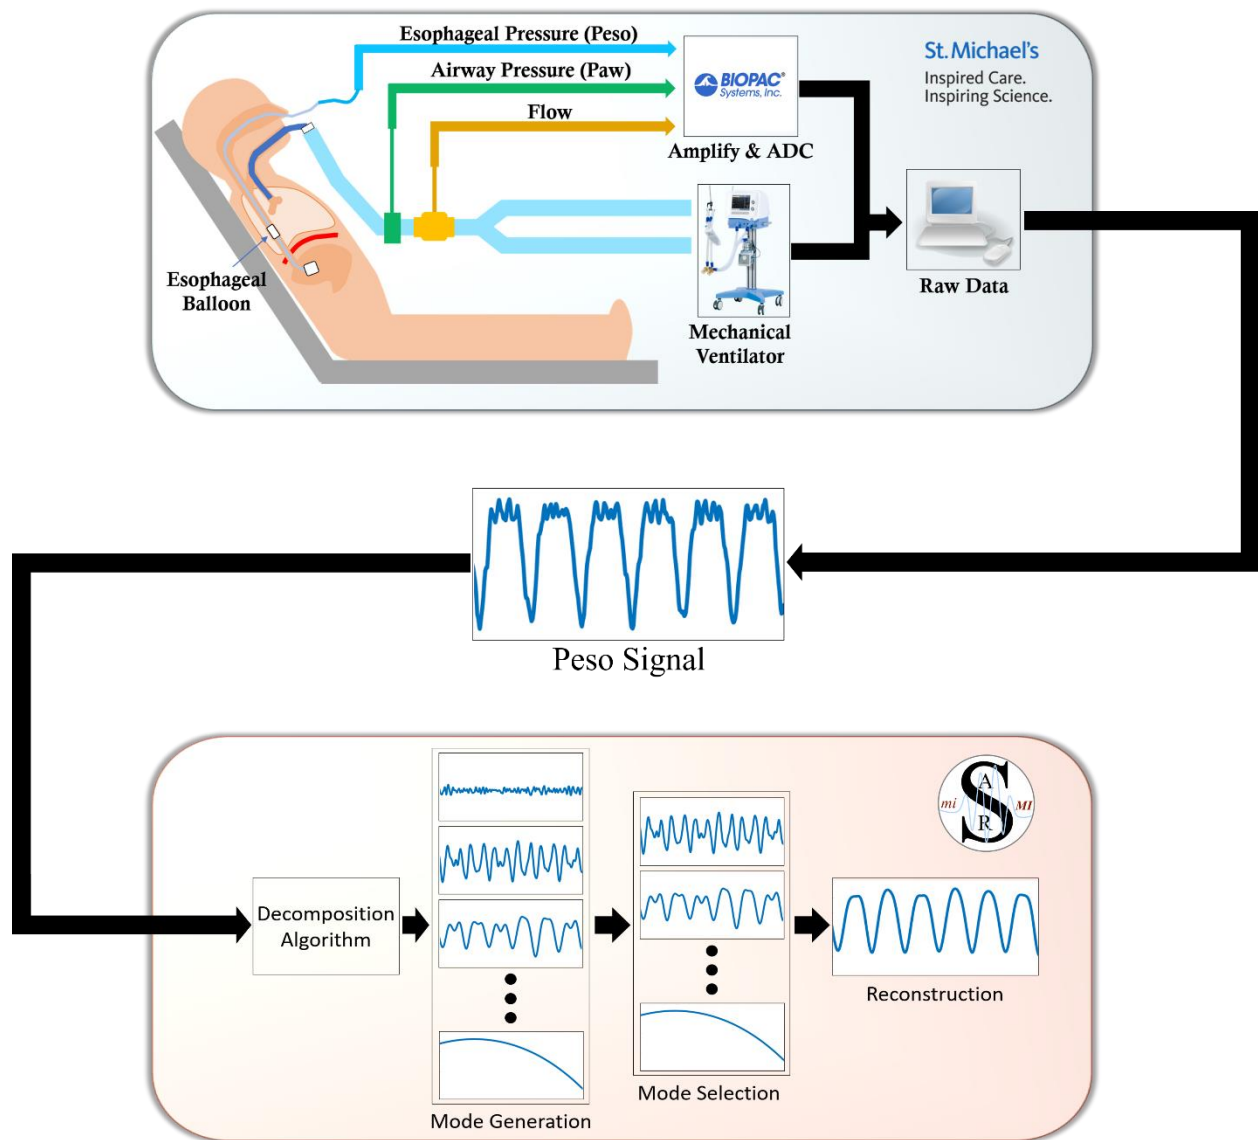 Esophageal Pressure (Peso)
Airway Pressure (Paw)
Flow
BIOPAC®
Systems, Inc.
Amplify & ADC
St. Michael's
Inspired Care.
Inspiring Science.
Esophageal
Balloon
Mechanical
Ventilator
Raw Data
Peso Signal
Decomposition
Algorithm
Mode Generation
Mode Selection
Reconstruction
mi
S
A
R
MI